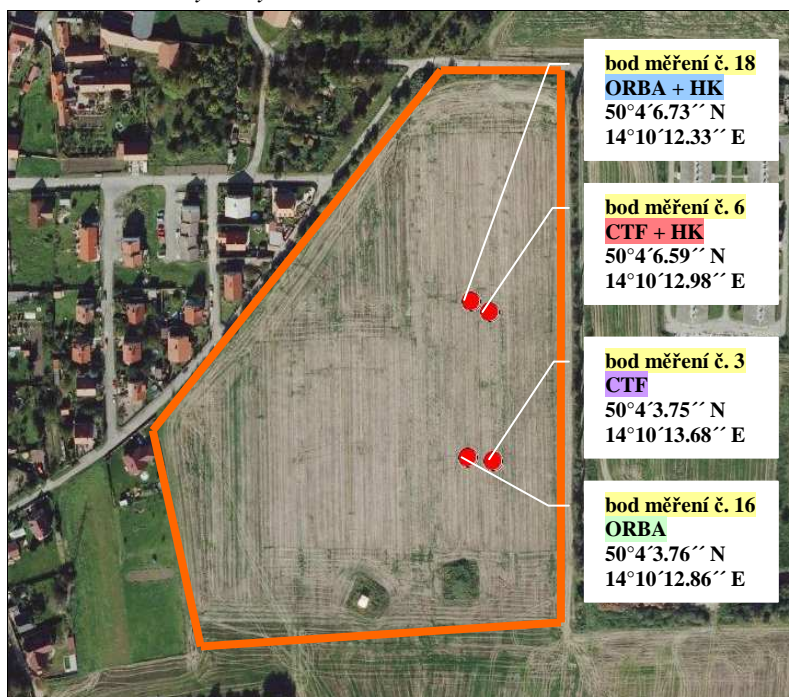 bod měření č. 18
ORBA + HK
50°4´6.73´´ N
14°10´12.33´´ E
bod měření č. 6
CTF + HK
50°4´6.59´´ N
14°10´12.98´´ E
bod měření č. 3
CTF
50°4´3.75´´ N
14°10´13.68´´ E
bod měření č. 16
ORBA
50°4´3.76´´ N
14°10´12.86´´ E